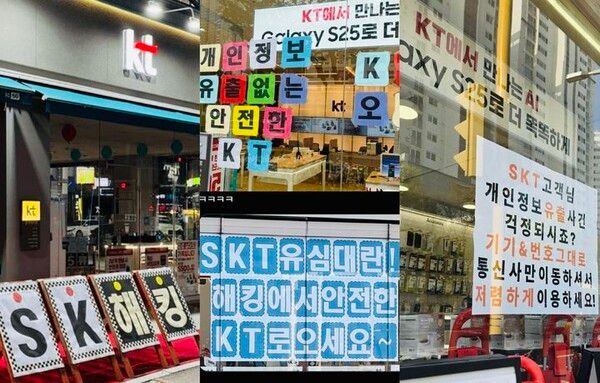 kt
kt
SK해킹
KT에서 만나는
Galaxy S25로 더
개인정보
K
유출없는
kt
오
안전한
KT
ㅋㅋㅋㅋ
SKT유심대란!
해킹에서안전한
KT로오세요~
KT에서 만나는 AI
laxy S25로 더 똑똑하게
SKT고객님
개인정보유출사건
걱정되시죠?
기기&번호그대로
통신사만이동하셔서
저렴하게이용하세요!